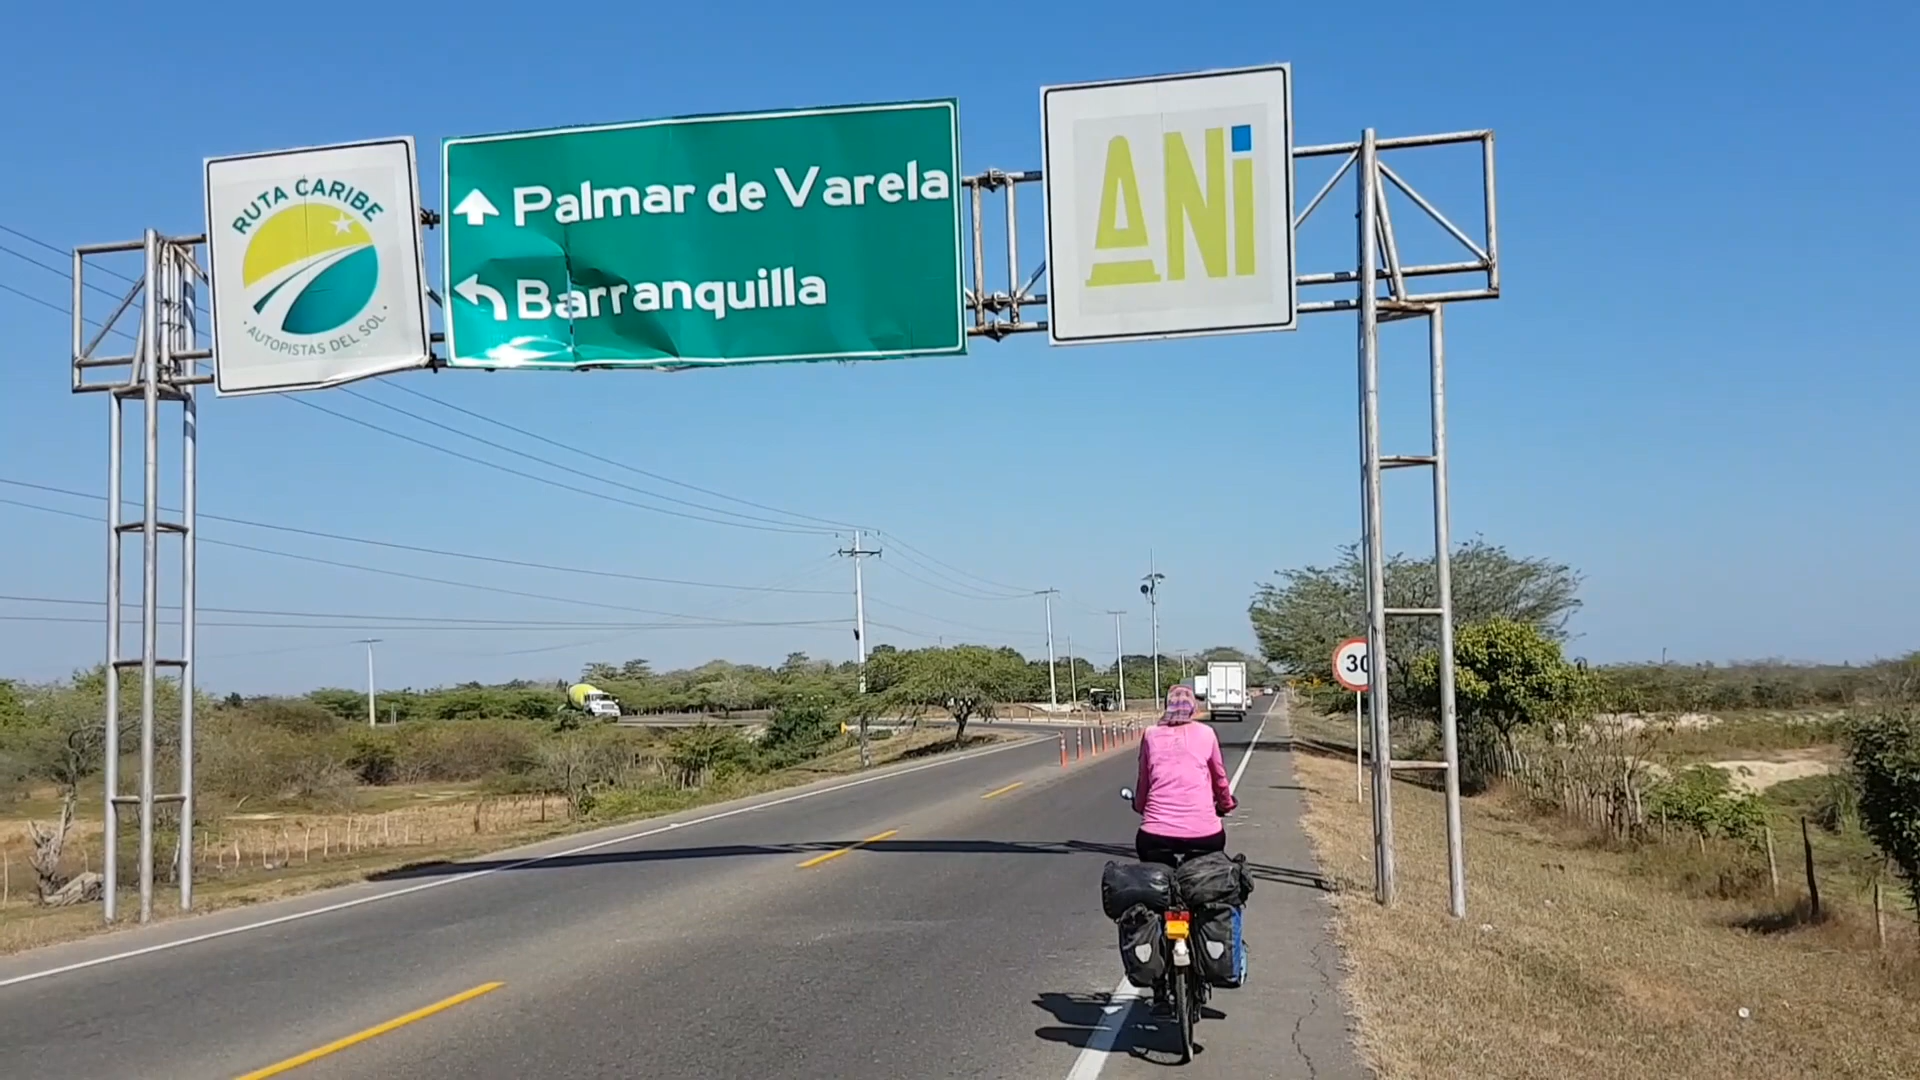 RUTA CARIBE
· AUTOPISTAS DEL SOL ·
Palmar de Varela
Barranquilla
ANi
30